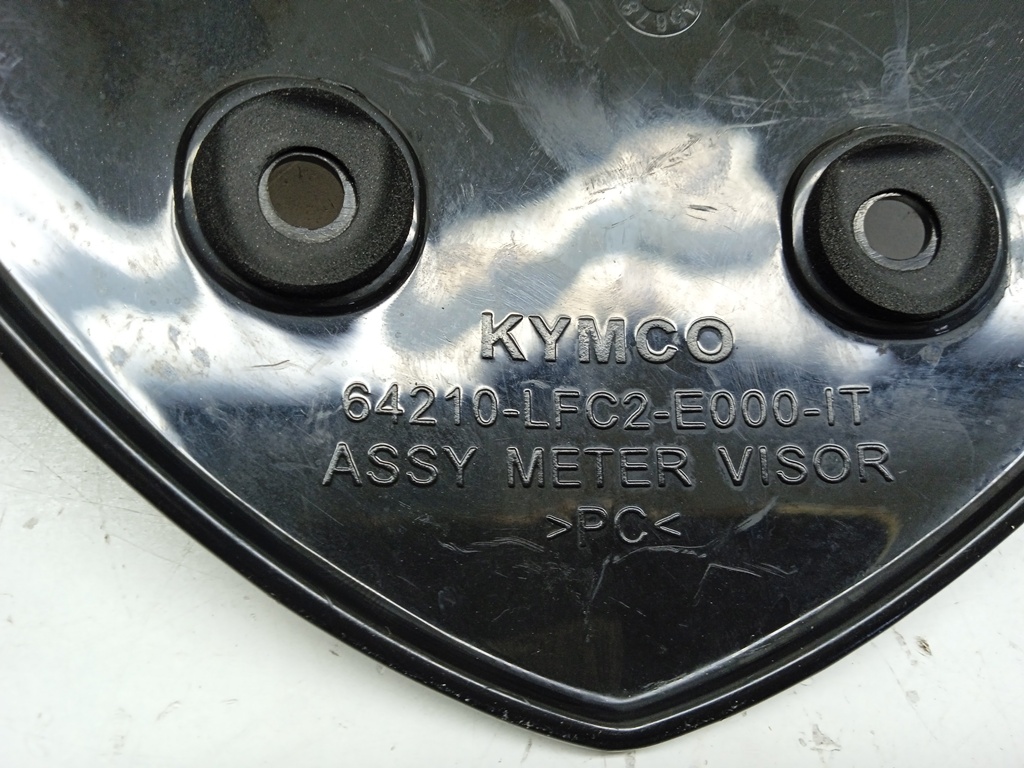 KYMCO
64210-LFC2-E000-IT
ASSY METER VISOR
>PC<